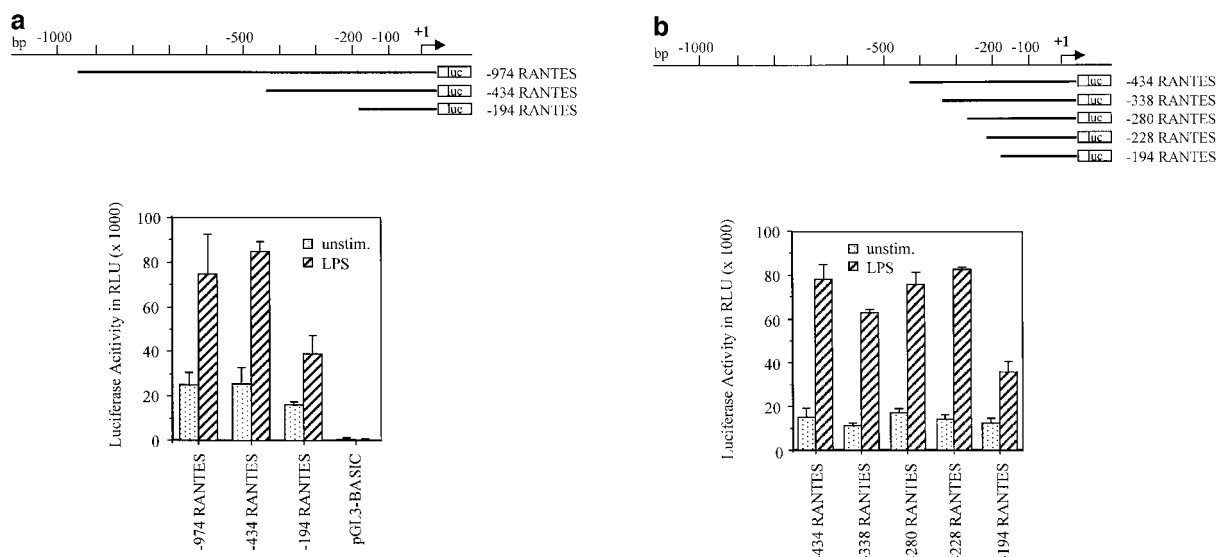 a
bp -1000 -500 -200 -100 +1
luc -974 RANTES
luc -434 RANTES
luc -194 RANTES
Luciferase Acitivity in RLU (x 1000)
100
80
60
40
20
0
unstim.
LPS
-974 RANTES
-434 RANTES
-194 RANTES
pGL3-BASIC
b
bp -1000 -500 -200 -100 +1
luc -434 RANTES
luc -338 RANTES
luc -280 RANTES
luc -228 RANTES
luc -194 RANTES
Luciferase Activity in RLU (x 1000)
100
80
60
40
20
0
unstim.
LPS
-434 RANTES
-338 RANTES
-280 RANTES
-228 RANTES
-194 RANTES